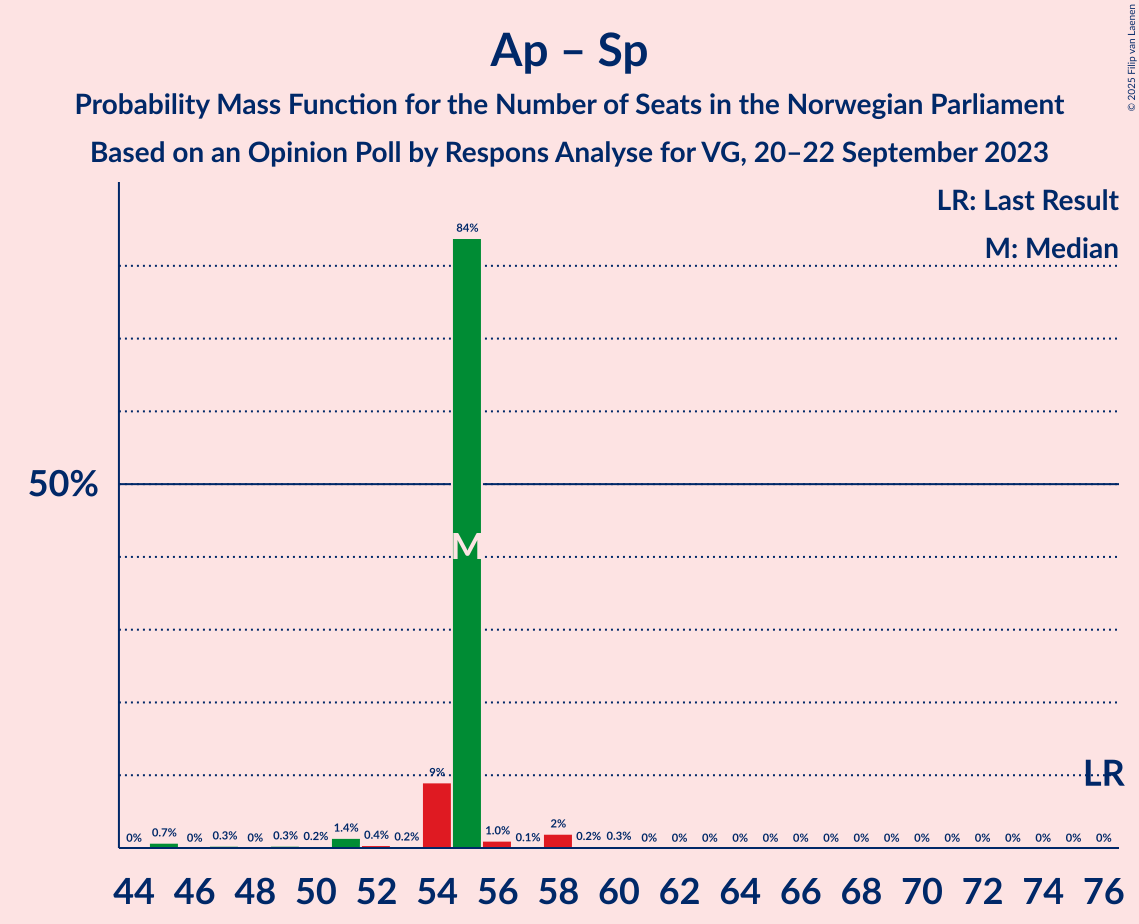 Ap – Sp
Probability Mass Function for the Number of Seats in the Norwegian Parliament
Based on an Opinion Poll by Respons Analyse for VG, 20–22 September 2023
© 2025 Filip van Laenen
LR: Last Result
M: Median
84%
50%
M
9%
LR
0% 0.7% 0% 0.3% 0% 0.3% 0.2% 1.4% 0.4% 0.2% 1.0% 0.1% 2% 0.2% 0.3% 0% 0% 0% 0% 0% 0% 0% 0% 0% 0% 0% 0% 0% 0% 0% 0%
44 46 48 50 52 54 56 58 60 62 64 66 68 70 72 74 76